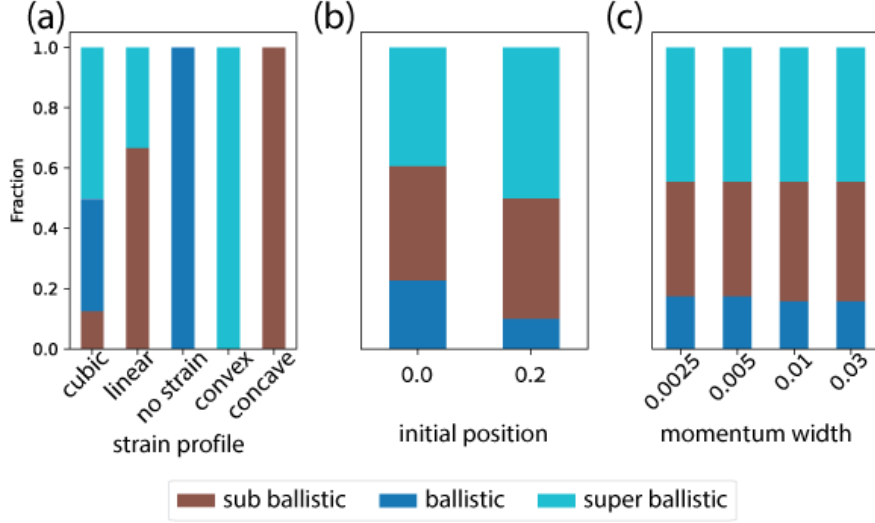 (a) (b) (c)
1.0
0.8
0.6
0.4
0.2
0.0
Fraction
cubic linear no strain convex concave
0.0 0.2
0.0025 0.005 0.01 0.03
strain profile initial position momentum width
sub ballistic ballistic super ballistic